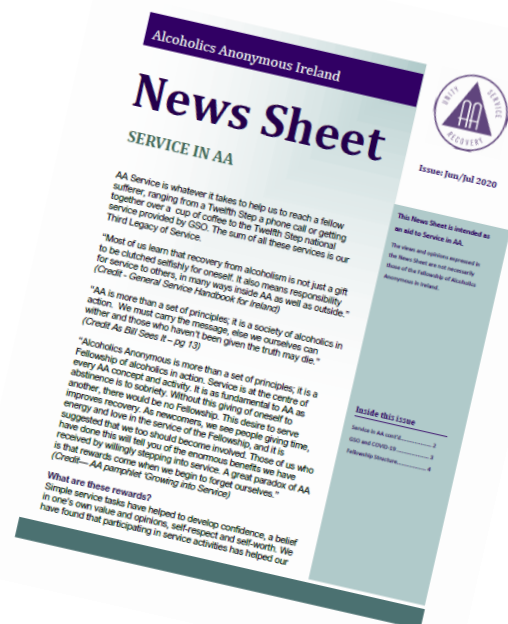 Alcoholics Anonymous Ireland
News Sheet
SERVICE IN AA
AA Service is whatever it takes to help us to reach a fellow
sufferer, ranging from a Twelfth Step a phone call or getting
together over a cup of coffee to the Twelfth Step national
service provided by GSO. The sum of all these services is our
Third Legacy of Service.
"Most of us learn that recovery from alcoholism is not just a gift
to be clutched selfishly for oneself. It also means responsibility
for service to others, in many ways inside AA as well as outside."
(Credit - General Service Handbook for Ireland)
"AA is more than a set of principles; it is a society of alcoholics in
action. We must carry the message, else we ourselves can
wither and those who haven't been given the truth may die."
(Credit As Bill Sees It – pg 13)
"Alcoholics Anonymous is more than a set of principles; it is a
Fellowship of alcoholics in action. Service is at the centre of
every AA concept and activity. It is as fundamental to AA as
abstinence is to sobriety. Without this giving of oneself to
another, there would be no Fellowship. This desire to serve
improves recovery. As newcomers, we see people giving time,
energy and love in the service of the Fellowship, and it is
suggested that we too should become involved. Those of us who
have done this will tell you of the enormous benefits we have
received by willingly stepping into service. A great paradox of AA
is that rewards come when we begin to forget ourselves."
(Credit— AA pamphlet 'Growing into Service)
What are these rewards?
Simple service tasks have helped to develop confidence, a belief
in one's own value and opinions, self-respect and self-worth. We
have found that participating in service activities has helped our
UNITY
SERVICE
RECOVERY
AA
Issue: Jun/Jul 2020
This News Sheet is intended as
an aid to Service in AA.
The views and opinions expressed in
the News Sheet are not necessarily
those of the Fellowship of Alcoholics
Anonymous in Ireland.
Inside this issue
Service in AA cont'd 2
GSO and COVID-19 3
Fellowship Structure 4